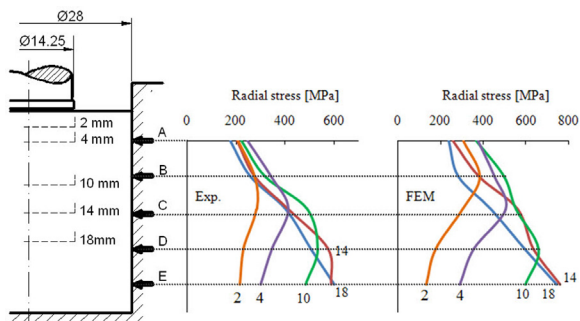 Ø28
Ø14.25
2 mm
4 mm
10 mm
14 mm
18mm
A
B
C
D
E
Radial stress [MPa]
0 200 400 600
Exp.
14
2 4 10 18
Radial stress [MPa]
0 200 400 600 800
FEM
14
2 4 10 18